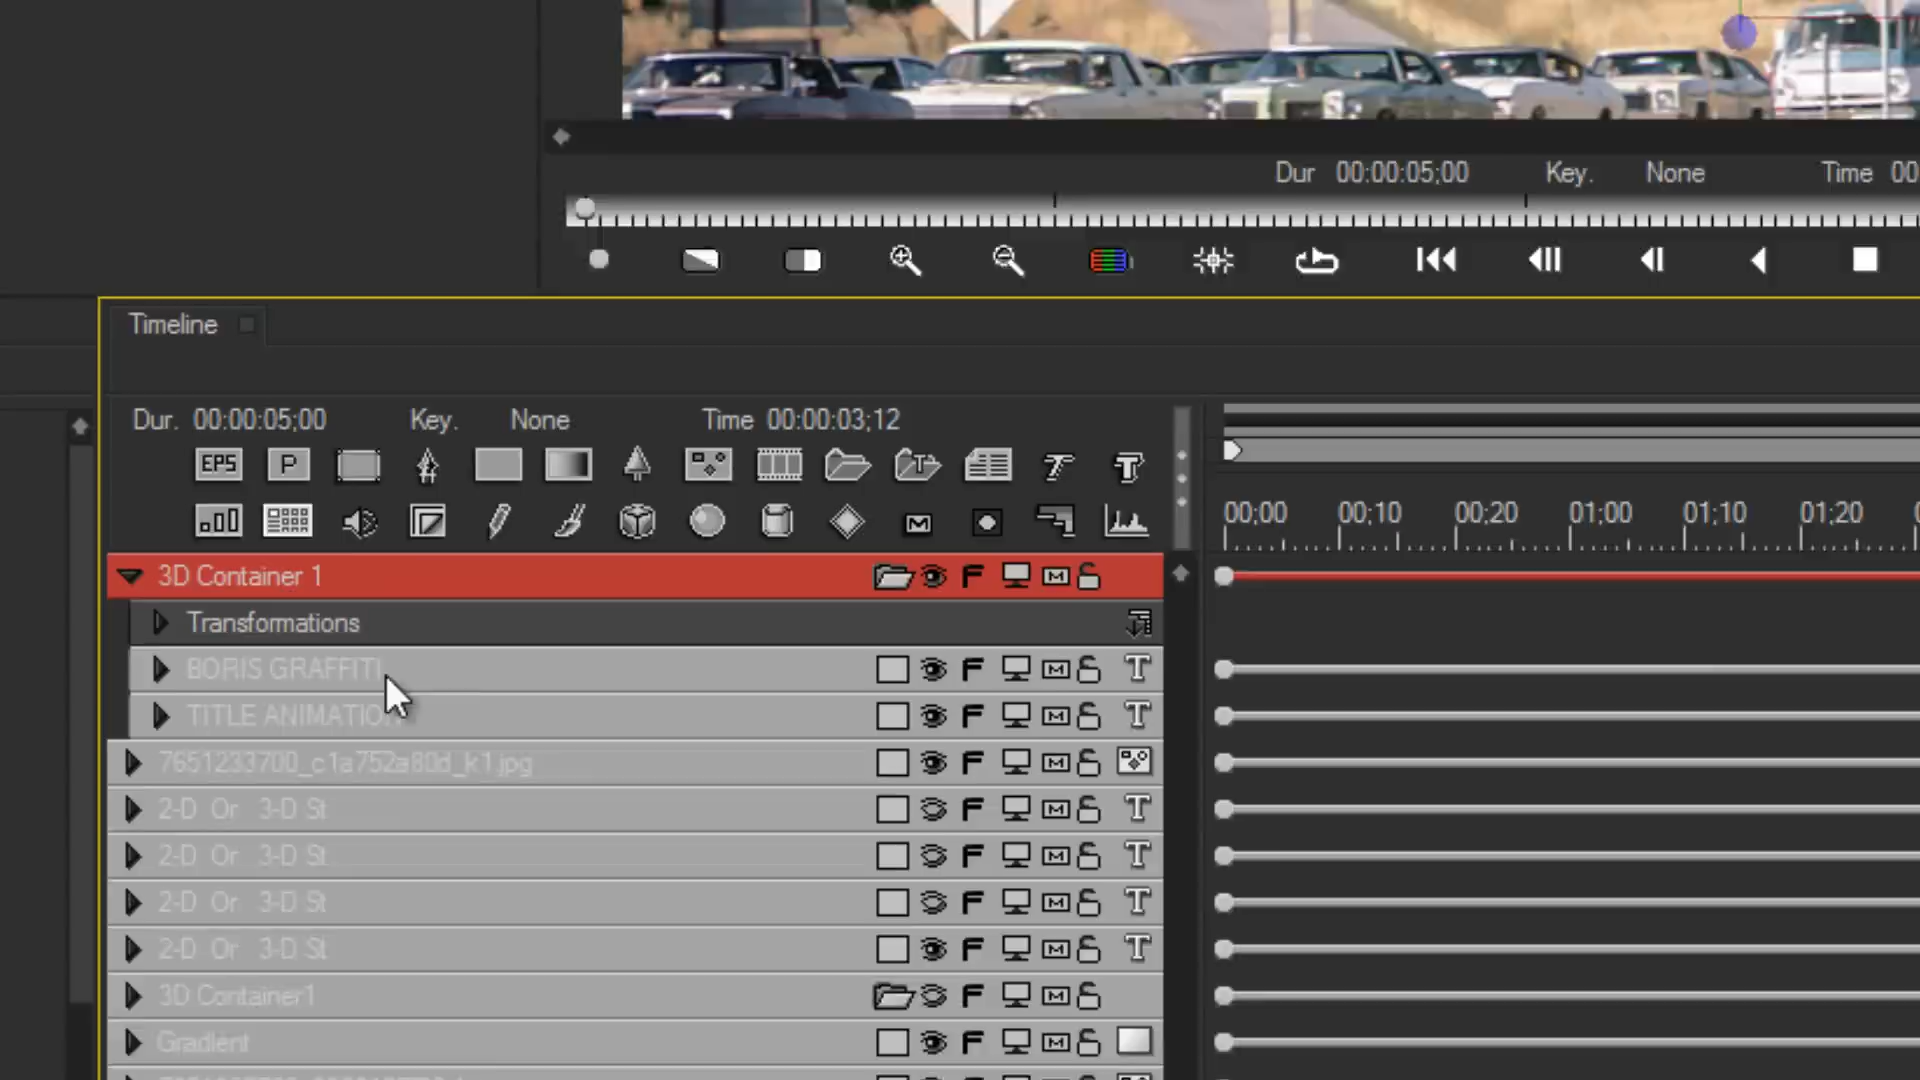 Dur 00:00:05;00 Key. None Time 00
Timeline
Dur. 00:00:05;00 Key. None Time 00:00:03;12
EPS P T T T
M
00;00 00;10 00;20 01;00 01;10 01;20 0
3D Container 1 F M
Transformations
BORIS GRAFFITI F M T
TITLE ANIMATION F M T
7651233700_c1a752a80d_k1.jpg F M
2-D Or 3-D St F M T
2-D Or 3-D St F M T
2-D Or 3-D St F M T
2-D Or 3-D St F M T
3D Container1 F M
Gradient F M